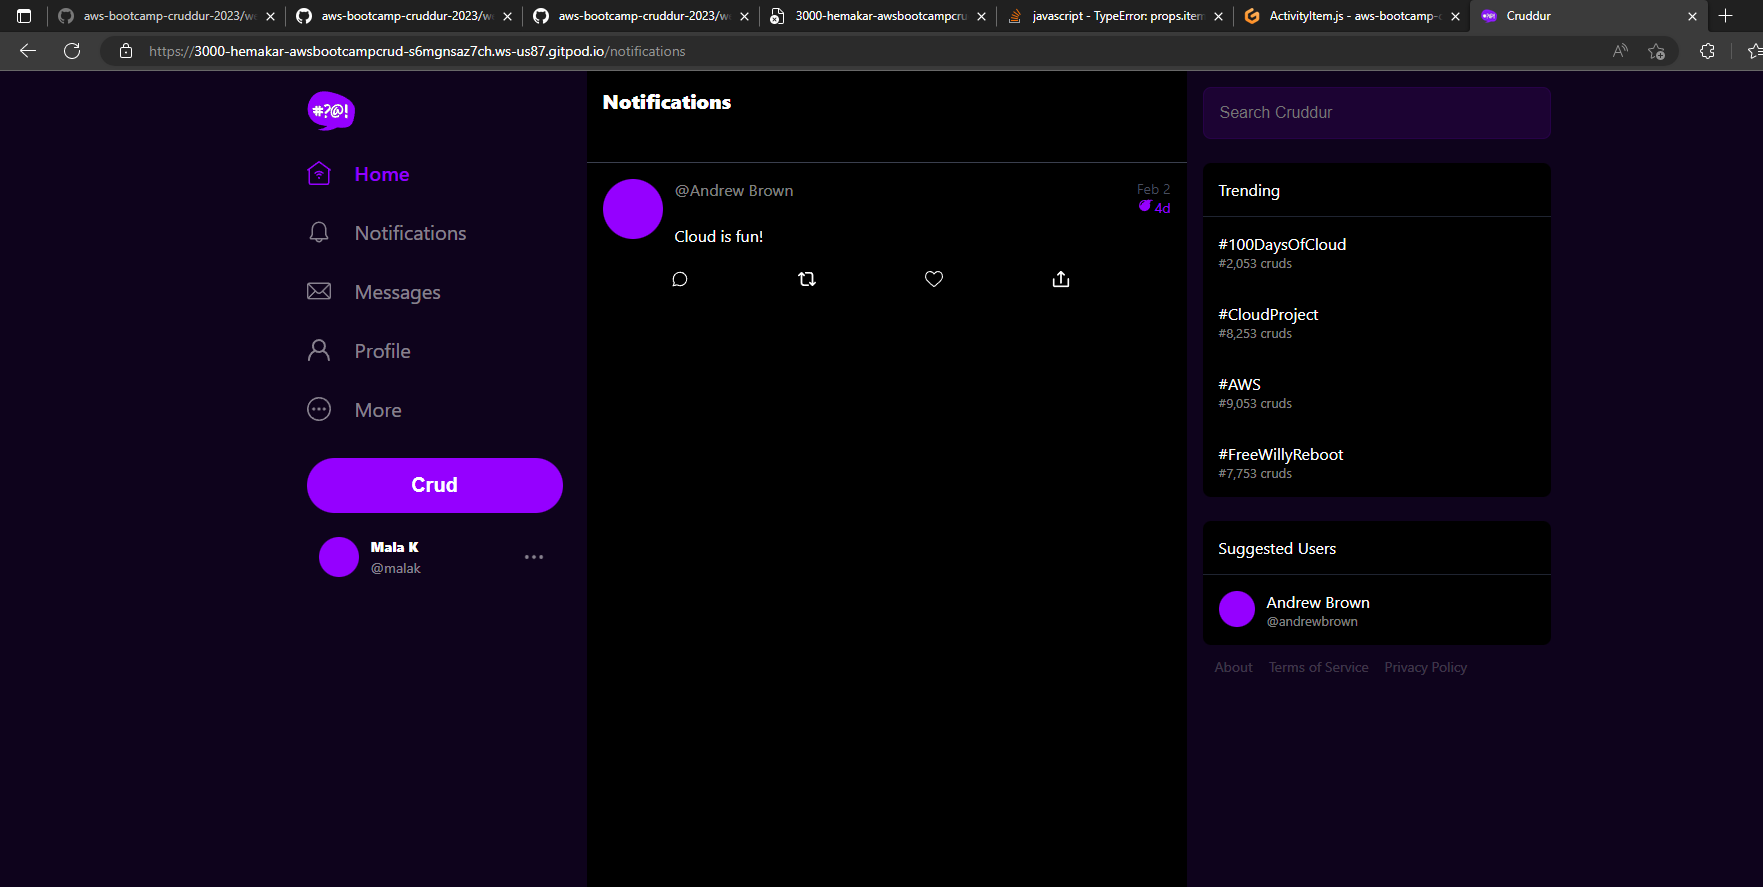 aws-bootcamp-cruddur-2023/we
aws-bootcamp-cruddur-2023/we
aws-bootcamp-cruddur-2023/we
3000-hemakar-awsbootcampcru
javascript - TypeError: props.item
ActivityItem.js - aws-bootcamp-c
Cruddur
https://3000-hemakar-awsbootcampcrud-s6mgnsaz7ch.ws-us87.gitpod.io/notifications
#?@!
Home
Notifications
Messages
Profile
More
Crud
Mala K
@malak
Notifications
@Andrew Brown
Feb 2
4d
Cloud is fun!
Search Cruddur
Trending
#100DaysOfCloud
#2,053 cruds
#CloudProject
#8,253 cruds
#AWS
#9,053 cruds
#FreeWillyReboot
#7,753 cruds
Suggested Users
Andrew Brown
@andrewbrown
About Terms of Service Privacy Policy